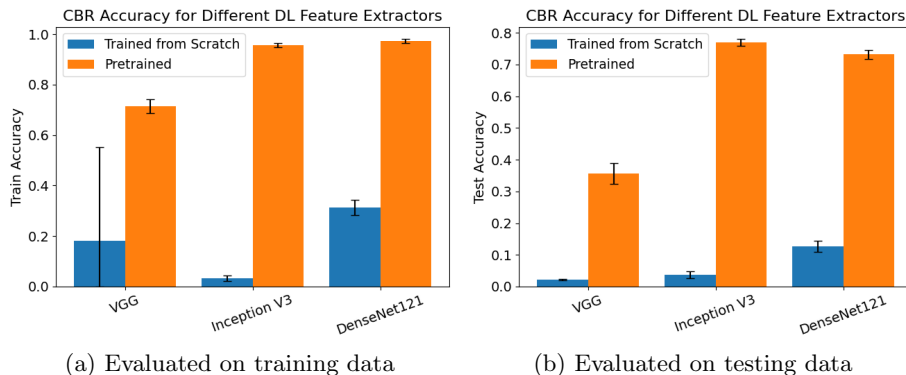 CBR Accuracy for Different DL Feature Extractors
Trained from Scratch
Pretrained
Train Accuracy
1.0
0.8
0.6
0.4
0.2
0.0
VGG
Inception V3
DenseNet121
(a) Evaluated on training data
CBR Accuracy for Different DL Feature Extractors
Trained from Scratch
Pretrained
Test Accuracy
0.8
0.7
0.6
0.5
0.4
0.3
0.2
0.1
0.0
VGG
Inception V3
DenseNet121
(b) Evaluated on testing data